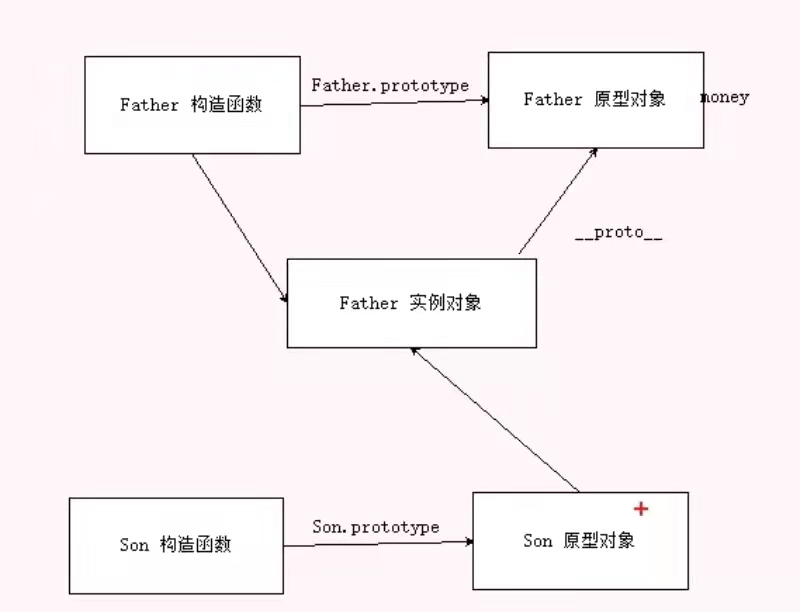 Father 构造函数
Father.prototype
Father 原型对象
money
__proto__
Father 实例对象
Son 构造函数
Son.prototype
Son 原型对象